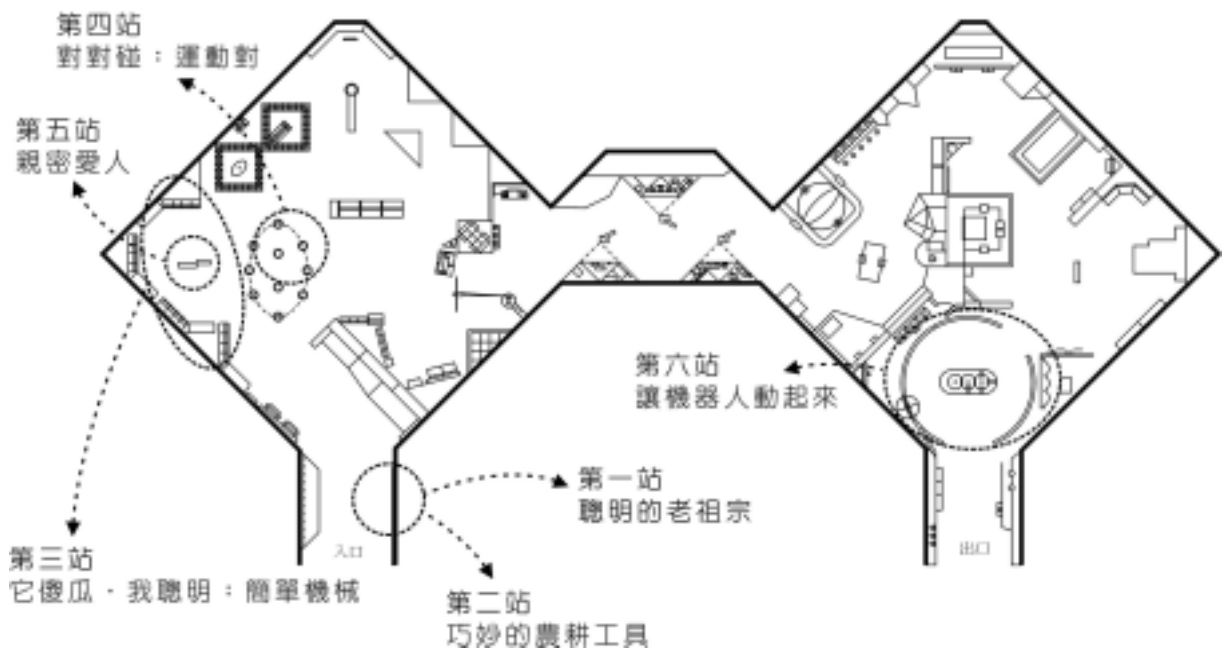 第四站
對對碰：運動對
第五站
親密愛人
第六站
讓機器人動起來
第一站
聰明的老祖宗
入口
出口
第三站
它傻瓜．我聰明：簡單機械
第二站
巧妙的農耕工具